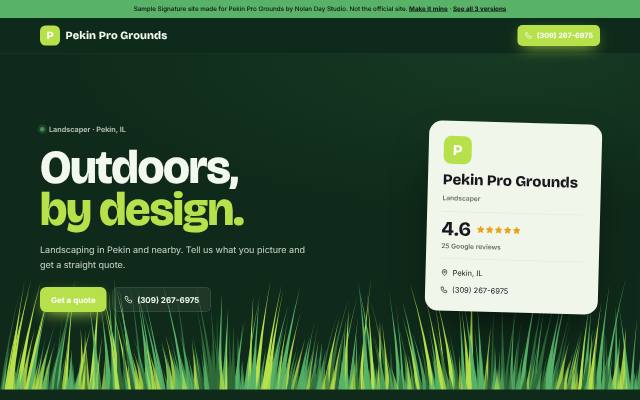 Sample Signature site made for Pekin Pro Grounds by Nolan Day Studio. Not the official site. Make it mine · See all 3 versions
P Pekin Pro Grounds
(309) 267-6975
Landscaper · Pekin, IL
Outdoors,
by design.
Landscaping in Pekin and nearby. Tell us what you picture and
get a straight quote.
Get a quote
(309) 267-6975
P
Pekin Pro Grounds
Landscaper
4.6 ★★★★★
25 Google reviews
Pekin, IL
(309) 267-6975